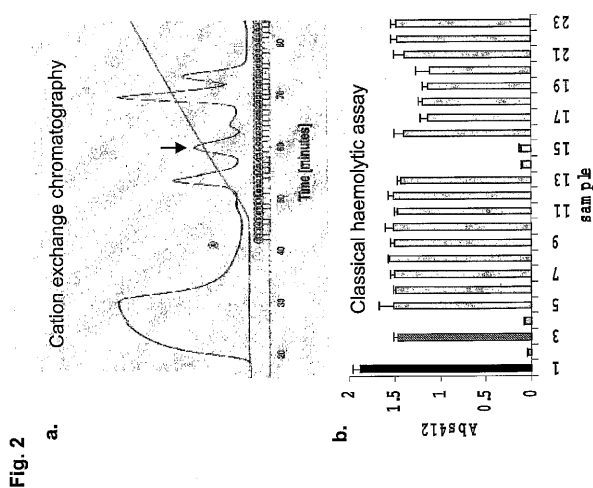 Fig. 2
a.
Cation exchange chromatography
20 30 40 50 60 70 80
Time [minutes]
b.
Classical haemolytic assay
Abs412
2
1.5
1
0.5
0
1 3 5 7 9 11 13 15 17 19 21 23
sample